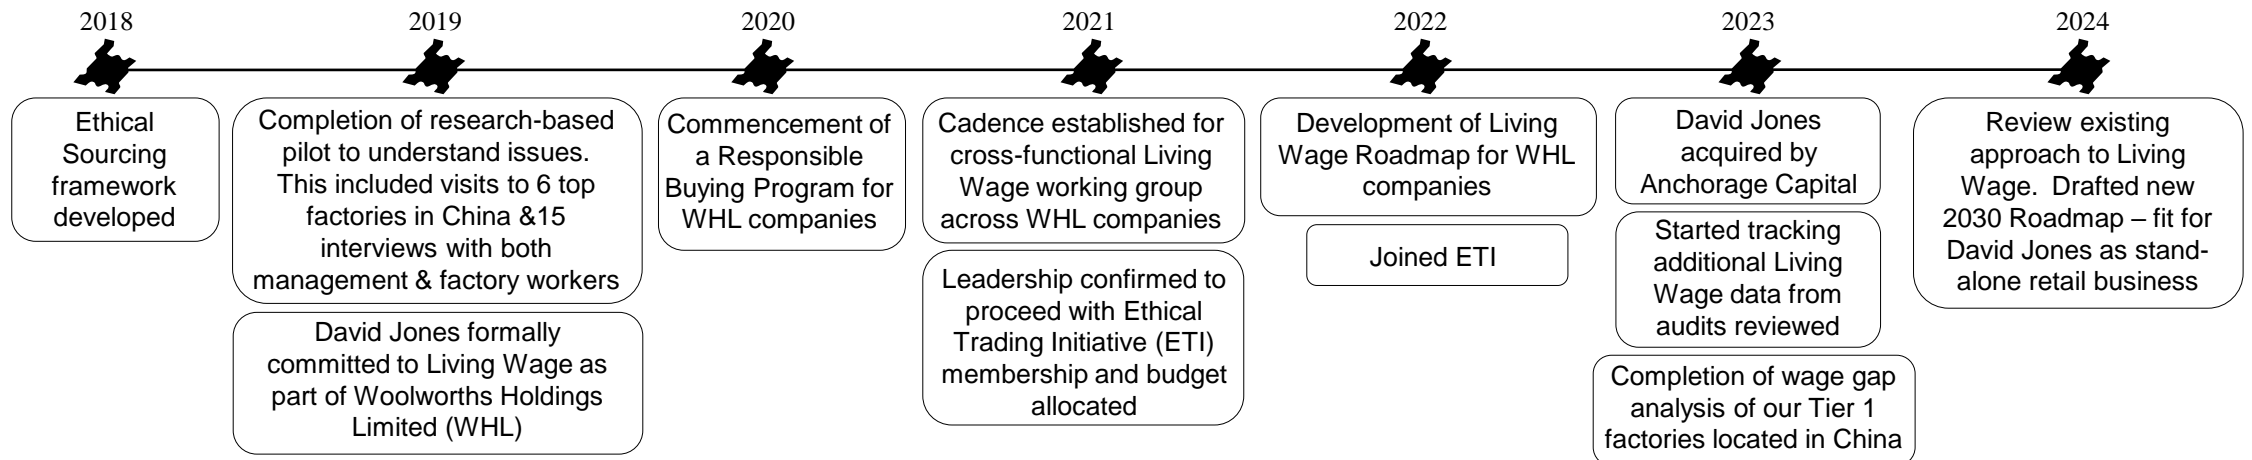 2018
2019
2020
2021
2022
2023
2024
Ethical
Sourcing
framework
developed
Completion of research-based
pilot to understand issues.
This included visits to 6 top
factories in China &15
interviews with both
management & factory workers
David Jones formally
committed to Living Wage as
part of Woolworths Holdings
Limited (WHL)
Commencement of
a Responsible
Buying Program for
WHL companies
Cadence established for
cross-functional Living
Wage working group
across WHL companies
Leadership confirmed to
proceed with Ethical
Trading Initiative (ETI)
membership and budget
allocated
Development of Living
Wage Roadmap for WHL
companies
Joined ETI
David Jones
acquired by
Anchorage Capital
Started tracking
additional Living
Wage data from
audits reviewed
Completion of wage gap
analysis of our Tier 1
factories located in China
Review existing
approach to Living
Wage.  Drafted new
2030 Roadmap – fit for
David Jones as stand-
alone retail business